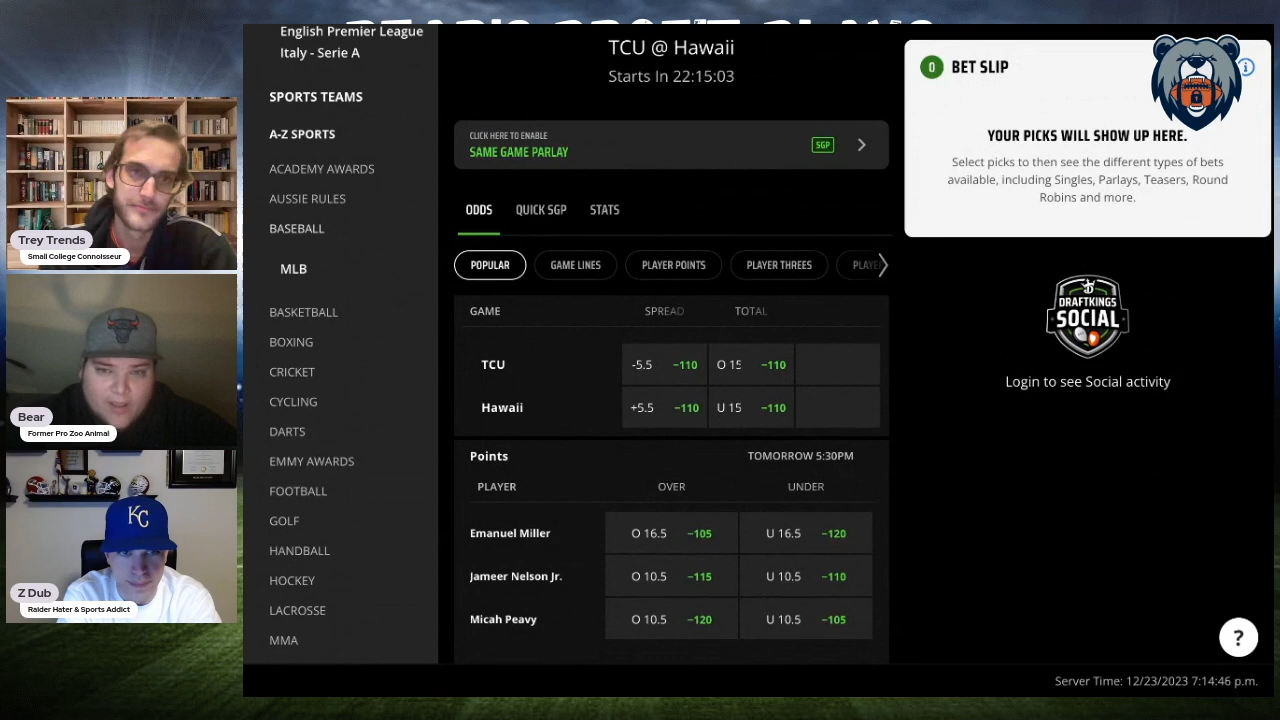 BEAR'S PROFIT PLAYS
English Premier League
Italy - Serie A
SPORTS TEAMS
A-Z SPORTS
ACADEMY AWARDS
AUSSIE RULES
BASEBALL
MLB
BASKETBALL
BOXING
CRICKET
CYCLING
DARTS
EMMY AWARDS
FOOTBALL
GOLF
HANDBALL
HOCKEY
LACROSSE
MMA
TCU @ Hawaii
Starts In 22:15:03
CLICK HERE TO ENABLE
SAME GAME PARLAY
SGP
ODDS QUICK SGP STATS
POPULAR GAME LINES PLAYER POINTS PLAYER THREES PLAYE
GAME SPREAD TOTAL
TCU -5.5 −110 O 15 −110
Hawaii +5.5 −110 U 15 −110
Points TOMORROW 5:30PM
PLAYER OVER UNDER
Emanuel Miller O 16.5 −105 U 16.5 −120
Jameer Nelson Jr. O 10.5 −115 U 10.5 −110
Micah Peavy O 10.5 −120 U 10.5 −105
0 BET SLIP
YOUR PICKS WILL SHOW UP HERE.
Select picks to then see the different types of bets
available, including Singles, Parlays, Teasers, Round
Robins and more.
DRAFTKINGS
SOCIAL
Login to see Social activity
?
Server Time: 12/23/2023 7:14:46 p.m.
Trey Trends
Small College Connoisseur
Bear
Former Pro Zoo Animal
KC
Z Dub
Raider Hater & Sports Addict